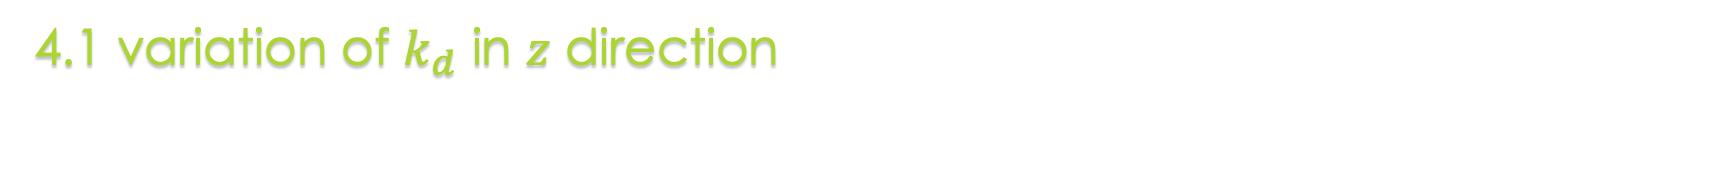 4.1 variation of $k_d$ in $z$ direction